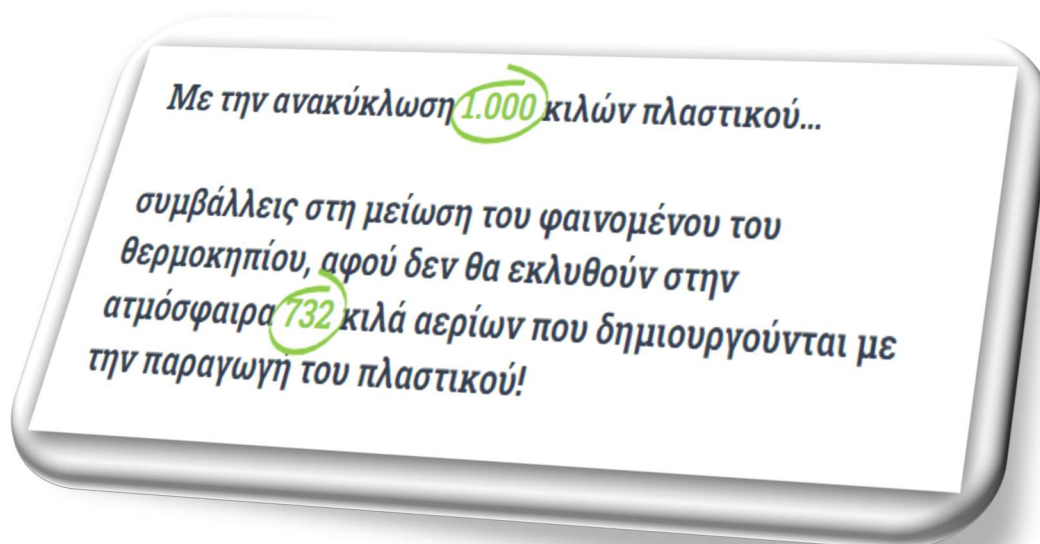 Με την ανακύκλωση 1.000 κιλών πλαστικού...
συμβάλλεις στη μείωση του φαινομένου του
θερμοκηπίου, αφού δεν θα εκλυθούν στην
ατμόσφαιρα 732 κιλά αερίων που δημιουργούνται με
την παραγωγή του πλαστικού!